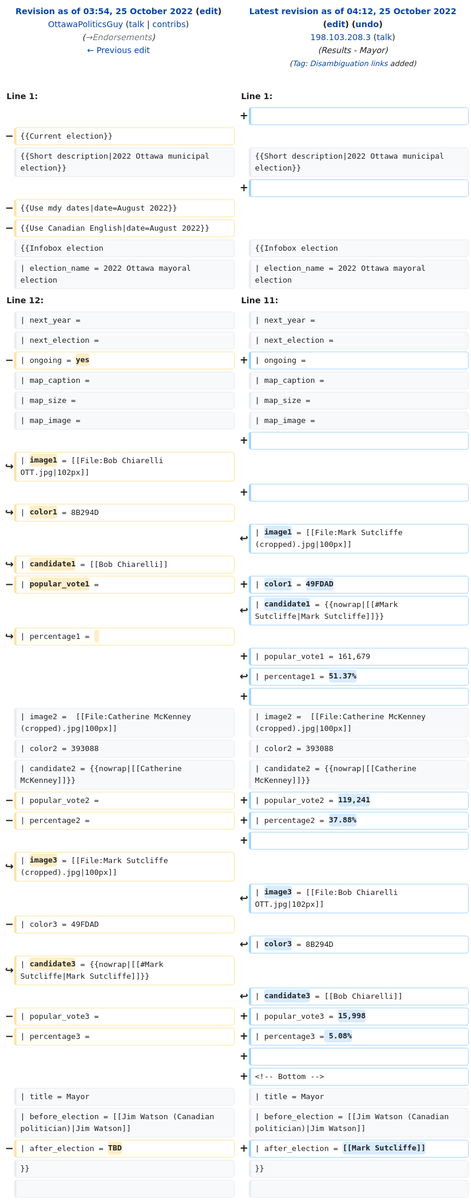 Revision as of 03:54, 25 October 2022 (edit)
OttawaPoliticsGuy (talk | contribs)
(→Endorsements)
← Previous edit
Latest revision as of 04:12, 25 October 2022
(edit) (undo)
198.103.208.3 (talk)
(Results - Mayor)
(Tag: Disambiguation links added)
Line 1:
Line 1:
+
− {{Current election}}
{{Short description|2022 Ottawa municipal
election}}
{{Short description|2022 Ottawa municipal
election}}
+
− {{Use mdy dates|date=August 2022}}
− {{Use Canadian English|date=August 2022}}
{{Infobox election
{{Infobox election
| election_name = 2022 Ottawa mayoral
election
| election_name = 2022 Ottawa mayoral
election
Line 12:
Line 11:
| next_year =
| next_year =
| next_election =
| next_election =
− | ongoing = yes
+ | ongoing =
| map_caption =
| map_caption =
| map_size =
| map_size =
| map_image =
| map_image =
+
↪ | image1 = [[File:Bob Chiarelli
OTT.jpg|102px]]
+
↪ | color1 = 8B294D
↩ | image1 = [[File:Mark Sutcliffe
(cropped).jpg|100px]]
↪ | candidate1 = [[Bob Chiarelli]]
− | popular_vote1 =
+ | color1 = 49FDAD
↩ | candidate1 = {{nowrap|[[#Mark
Sutcliffe|Mark Sutcliffe]]}}
↪ | percentage1 =
+ | popular_vote1 = 161,679
↩ | percentage1 = 51.37%
+
| image2 =  [[File:Catherine McKenney
(cropped).jpg|100px]]
| image2 =  [[File:Catherine McKenney
(cropped).jpg|100px]]
| color2 = 393088
| color2 = 393088
| candidate2 = {{nowrap|[[Catherine
McKenney]]}}
| candidate2 = {{nowrap|[[Catherine
McKenney]]}}
− | popular_vote2 =
+ | popular_vote2 = 119,241
− | percentage2 =
+ | percentage2 = 37.88%
+
↪ | image3 = [[File:Mark Sutcliffe
(cropped).jpg|100px]]
↩ | image3 = [[File:Bob Chiarelli
OTT.jpg|102px]]
− | color3 = 49FDAD
↩ | color3 = 8B294D
↪ | candidate3 = {{nowrap|[[#Mark
Sutcliffe|Mark Sutcliffe]]}}
↩ | candidate3 = [[Bob Chiarelli]]
− | popular_vote3 =
+ | popular_vote3 = 15,998
− | percentage3 =
+ | percentage3 = 5.08%
+
+ <!-- Bottom -->
| title = Mayor
| title = Mayor
| before_election = [[Jim Watson (Canadian
politician)|Jim Watson]]
| before_election = [[Jim Watson (Canadian
politician)|Jim Watson]]
− | after_election = TBD
+ | after_election = [[Mark Sutcliffe]]
}}
}}